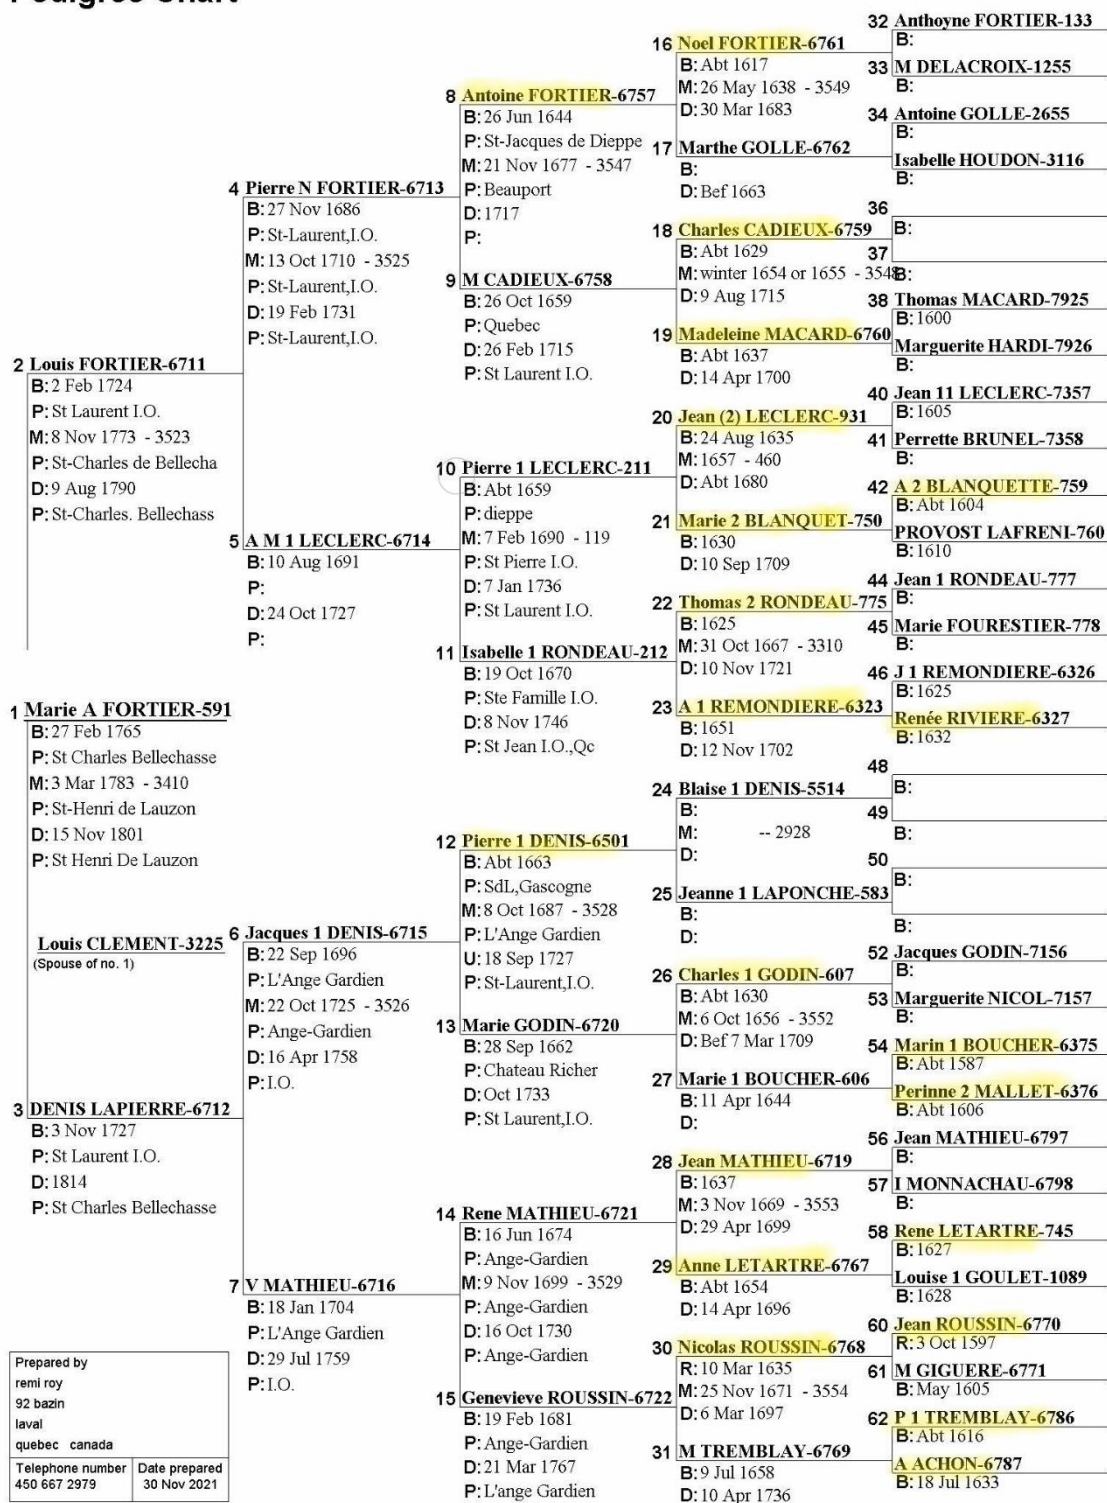 Pedigree Chart
1 Marie A FORTIER-591
B: 27 Feb 1765
P: St Charles Bellechasse
M: 3 Mar 1783 - 3410
P: St-Henri de Lauzon
D: 15 Nov 1801
P: St Henri De Lauzon
Louis CLEMENT-3225
(Spouse of no. 1)
2 Louis FORTIER-6711
B: 2 Feb 1724
P: St Laurent I.O.
M: 8 Nov 1773 - 3523
P: St-Charles de Bellecha
D: 9 Aug 1790
P: St-Charles. Bellechass
3 DENIS LAPIERRE-6712
B: 3 Nov 1727
P: St Laurent I.O.
D: 1814
P: St Charles Bellechasse
4 Pierre N FORTIER-6713
B: 27 Nov 1686
P: St-Laurent,I.O.
M: 13 Oct 1710 - 3525
P: St-Laurent,I.O.
D: 19 Feb 1731
P: St-Laurent,I.O.
5 A M 1 LECLERC-6714
B: 10 Aug 1691
P:
D: 24 Oct 1727
P:
6 Jacques 1 DENIS-6715
B: 22 Sep 1696
P: L'Ange Gardien
M: 22 Oct 1725 - 3526
P: Ange-Gardien
D: 16 Apr 1758
P: I.O.
7 V MATHIEU-6716
B: 18 Jan 1704
P: L'Ange Gardien
D: 29 Jul 1759
P: I.O.
8 Antoine FORTIER-6757
B: 26 Jun 1644
P: St-Jacques de Dieppe
M: 21 Nov 1677 - 3547
P: Beauport
D: 1717
P:
9 M CADIEUX-6758
B: 26 Oct 1659
P: Quebec
D: 26 Feb 1715
P: St Laurent I.O.
10 Pierre 1 LECLERC-211
B: Abt 1659
P: dieppe
M: 7 Feb 1690 - 119
P: St Pierre I.O.
D: 7 Jan 1736
P: St Laurent I.O.
11 Isabelle 1 RONDEAU-212
B: 19 Oct 1670
P: Ste Famille I.O.
D: 8 Nov 1746
P: St Jean I.O.,Qc
12 Pierre 1 DENIS-6501
B: Abt 1663
P: SdL,Gascogne
M: 8 Oct 1687 - 3528
P: L'Ange Gardien
U: 18 Sep 1727
P: St-Laurent,I.O.
13 Marie GODIN-6720
B: 28 Sep 1662
P: Chateau Richer
D: Oct 1733
P: St Laurent,I.O.
14 Rene MATHIEU-6721
B: 16 Jun 1674
P: Ange-Gardien
M: 9 Nov 1699 - 3529
P: Ange-Gardien
D: 16 Oct 1730
P: Ange-Gardien
15 Genevieve ROUSSIN-6722
B: 19 Feb 1681
P: Ange-Gardien
D: 21 Mar 1767
P: L'ange Gardien
16 Noel FORTIER-6761
B: Abt 1617
M: 26 May 1638 - 3549
D: 30 Mar 1683
17 Marthe GOLLE-6762
B:
D: Bef 1663
18 Charles CADIEUX-6759
B: Abt 1629
M: winter 1654 or 1655 - 3548
D: 9 Aug 1715
19 Madeleine MACARD-6760
B: Abt 1637
D: 14 Apr 1700
20 Jean (2) LECLERC-931
B: 24 Aug 1635
M: 1657 - 460
D: Abt 1680
21 Marie 2 BLANQUET-750
B: 1630
D: 10 Sep 1709
22 Thomas 2 RONDEAU-775
B: 1625
M: 31 Oct 1667 - 3310
D: 10 Nov 1721
23 A 1 REMONDIERE-6323
B: 1651
D: 12 Nov 1702
24 Blaise 1 DENIS-5514
B:
M: -- 2928
D:
25 Jeanne 1 LAPONCHE-583
B:
D:
26 Charles 1 GODIN-607
B: Abt 1630
M: 6 Oct 1656 - 3552
D: Bef 7 Mar 1709
27 Marie 1 BOUCHER-606
B: 11 Apr 1644
D:
28 Jean MATHIEU-6719
B: 1637
M: 3 Nov 1669 - 3553
D: 29 Apr 1699
29 Anne LETARTRE-6767
B: Abt 1654
D: 14 Apr 1696
30 Nicolas ROUSSIN-6768
R: 10 Mar 1635
M: 25 Nov 1671 - 3554
D: 6 Mar 1697
31 M TREMBLAY-6769
B: 9 Jul 1658
D: 10 Apr 1736
32 Anthoyne FORTIER-133
B:
33 M DELACROIX-1255
B:
34 Antoine GOLLE-2655
B:
Isabelle HOUDON-3116
B:
36
B:
37
B:
38 Thomas MACARD-7925
B: 1600
Marguerite HARDI-7926
B:
40 Jean 11 LECLERC-7357
B: 1605
41 Perrette BRUNEL-7358
B:
42 A 2 BLANQUETTE-759
B: Abt 1604
PROVOST LAFRENI-760
B: 1610
44 Jean 1 RONDEAU-777
B:
45 Marie FOURESTIER-778
B:
46 J 1 REMONDIERE-6326
B: 1625
Renée RIVIERE-6327
B: 1632
48
B:
49
B:
50
B:
B:
52 Jacques GODIN-7156
B:
53 Marguerite NICOL-7157
B:
54 Marin 1 BOUCHER-6375
B: Abt 1587
Perinne 2 MALLET-6376
B: Abt 1606
56 Jean MATHIEU-6797
B:
57 I MONNACHAU-6798
B:
58 Rene LETARTRE-745
B: 1627
Louise 1 GOULET-1089
B: 1628
60 Jean ROUSSIN-6770
R: 3 Oct 1597
61 M GIGUERE-6771
B: May 1605
62 P 1 TREMBLAY-6786
B: Abt 1616
A ACHON-6787
B: 18 Jul 1633
Prepared by
remi roy
92 bazin
laval
quebec canada
Telephone number
450 667 2979
Date prepared
30 Nov 2021